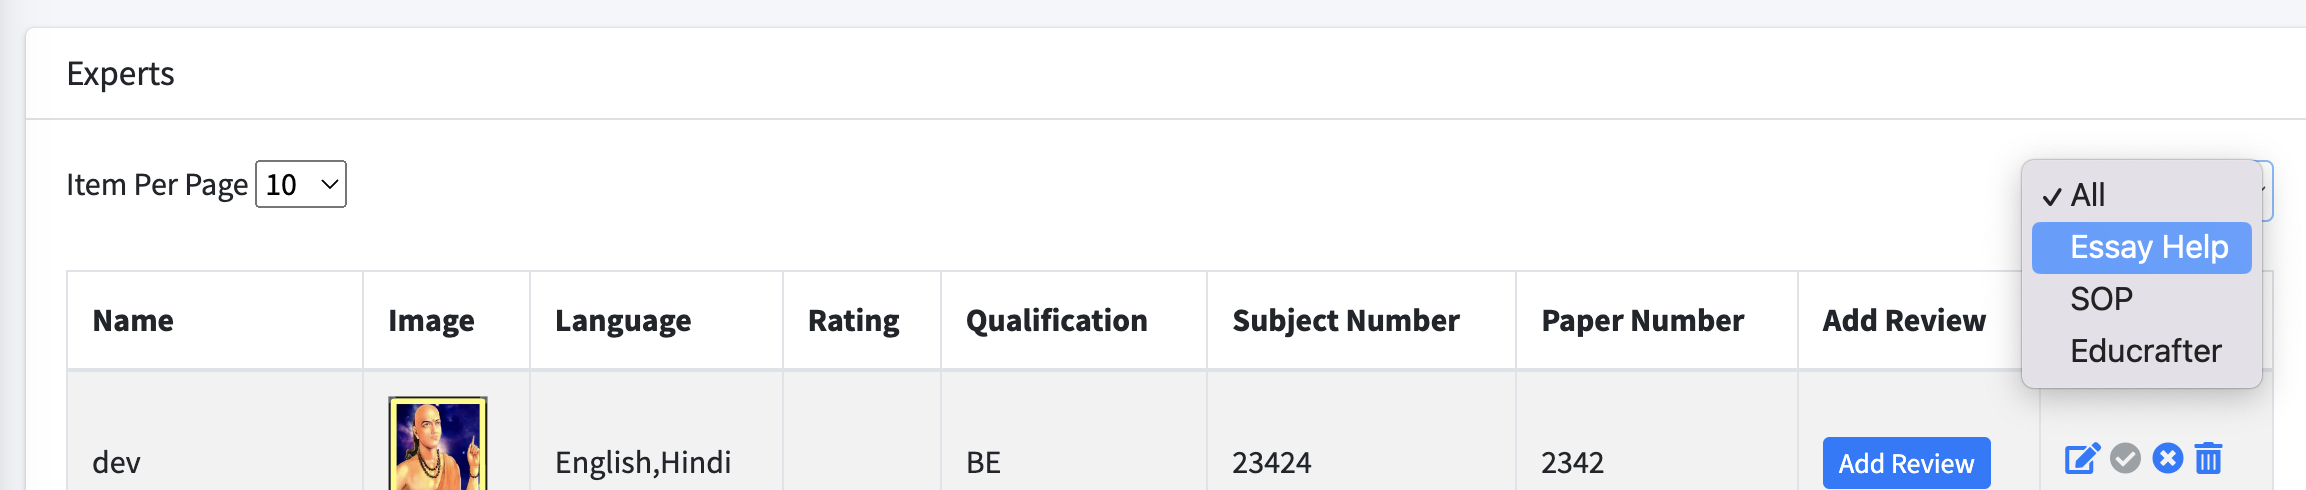 Experts
Item Per Page 10
All
Essay Help
SOP
Educrafter
Name Image Language Rating Qualification Subject Number Paper Number Add Review
dev English,Hindi BE 23424 2342 Add Review